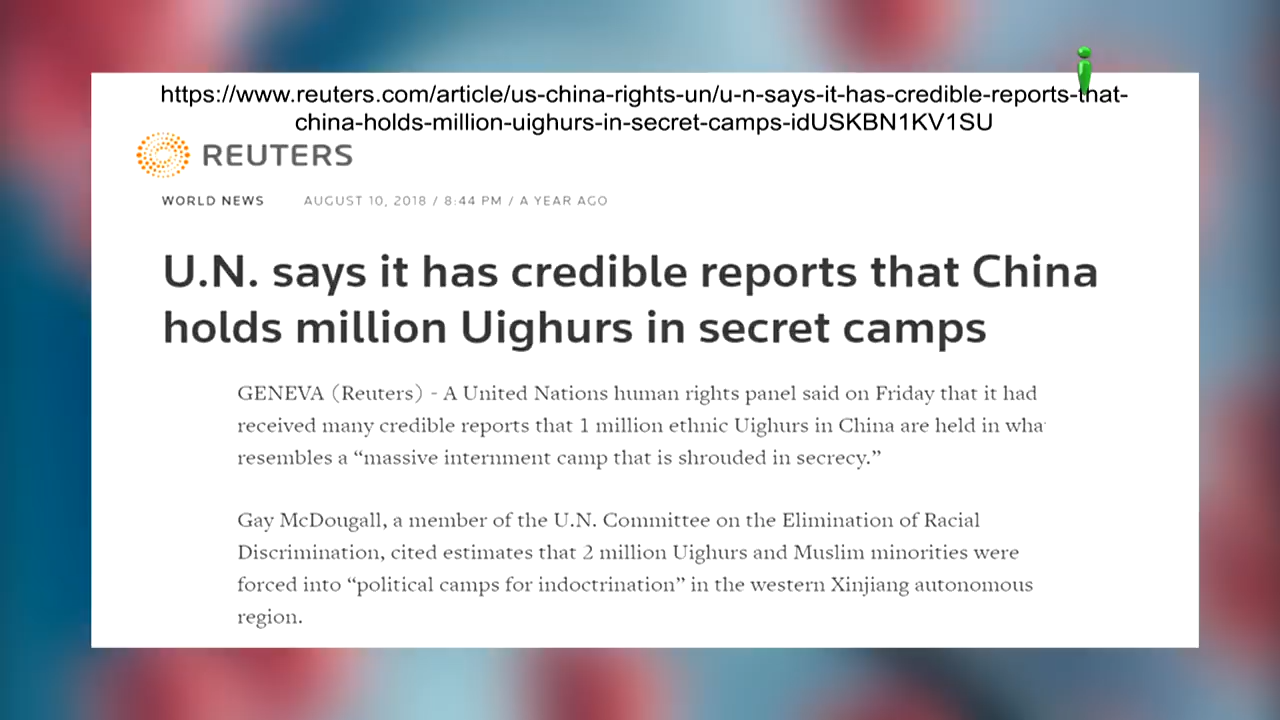 https://www.reuters.com/article/us-china-rights-un/u-n-says-it-has-credible-reports-that-
china-holds-million-uighurs-in-secret-camps-idUSKBN1KV1SU
REUTERS
WORLD NEWS AUGUST 10, 2018 / 8:44 PM / A YEAR AGO
U.N. says it has credible reports that China
holds million Uighurs in secret camps
GENEVA (Reuters) - A United Nations human rights panel said on Friday that it had
received many credible reports that 1 million ethnic Uighurs in China are held in wha
resembles a “massive internment camp that is shrouded in secrecy.”
Gay McDougall, a member of the U.N. Committee on the Elimination of Racial
Discrimination, cited estimates that 2 million Uighurs and Muslim minorities were
forced into “political camps for indoctrination” in the western Xinjiang autonomous
region.